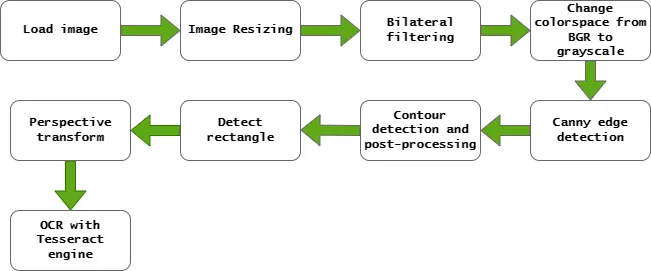 Load image
Image Resizing
Bilateral
filtering
Change
colorspace from
BGR to
grayscale
Canny edge
detection
Contour
detection and
post-processing
Detect
rectangle
Perspective
transform
OCR with
Tesseract
engine